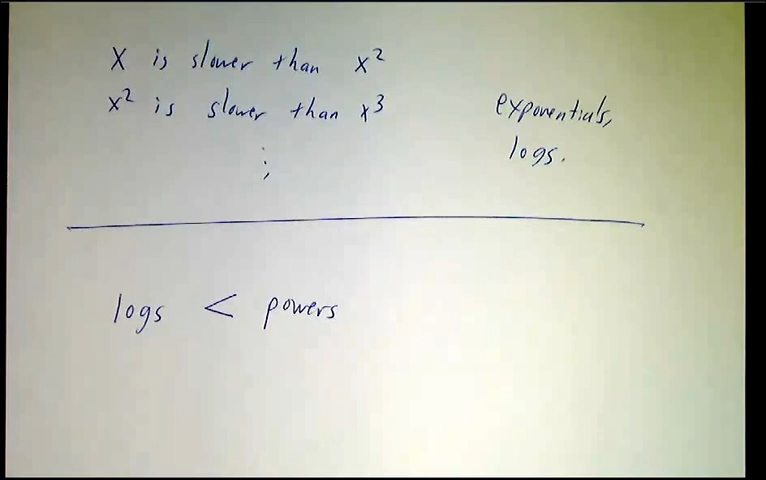 x is slower than x²
x² is slower than x³
⋮
exponentials,
logs.
logs < powers